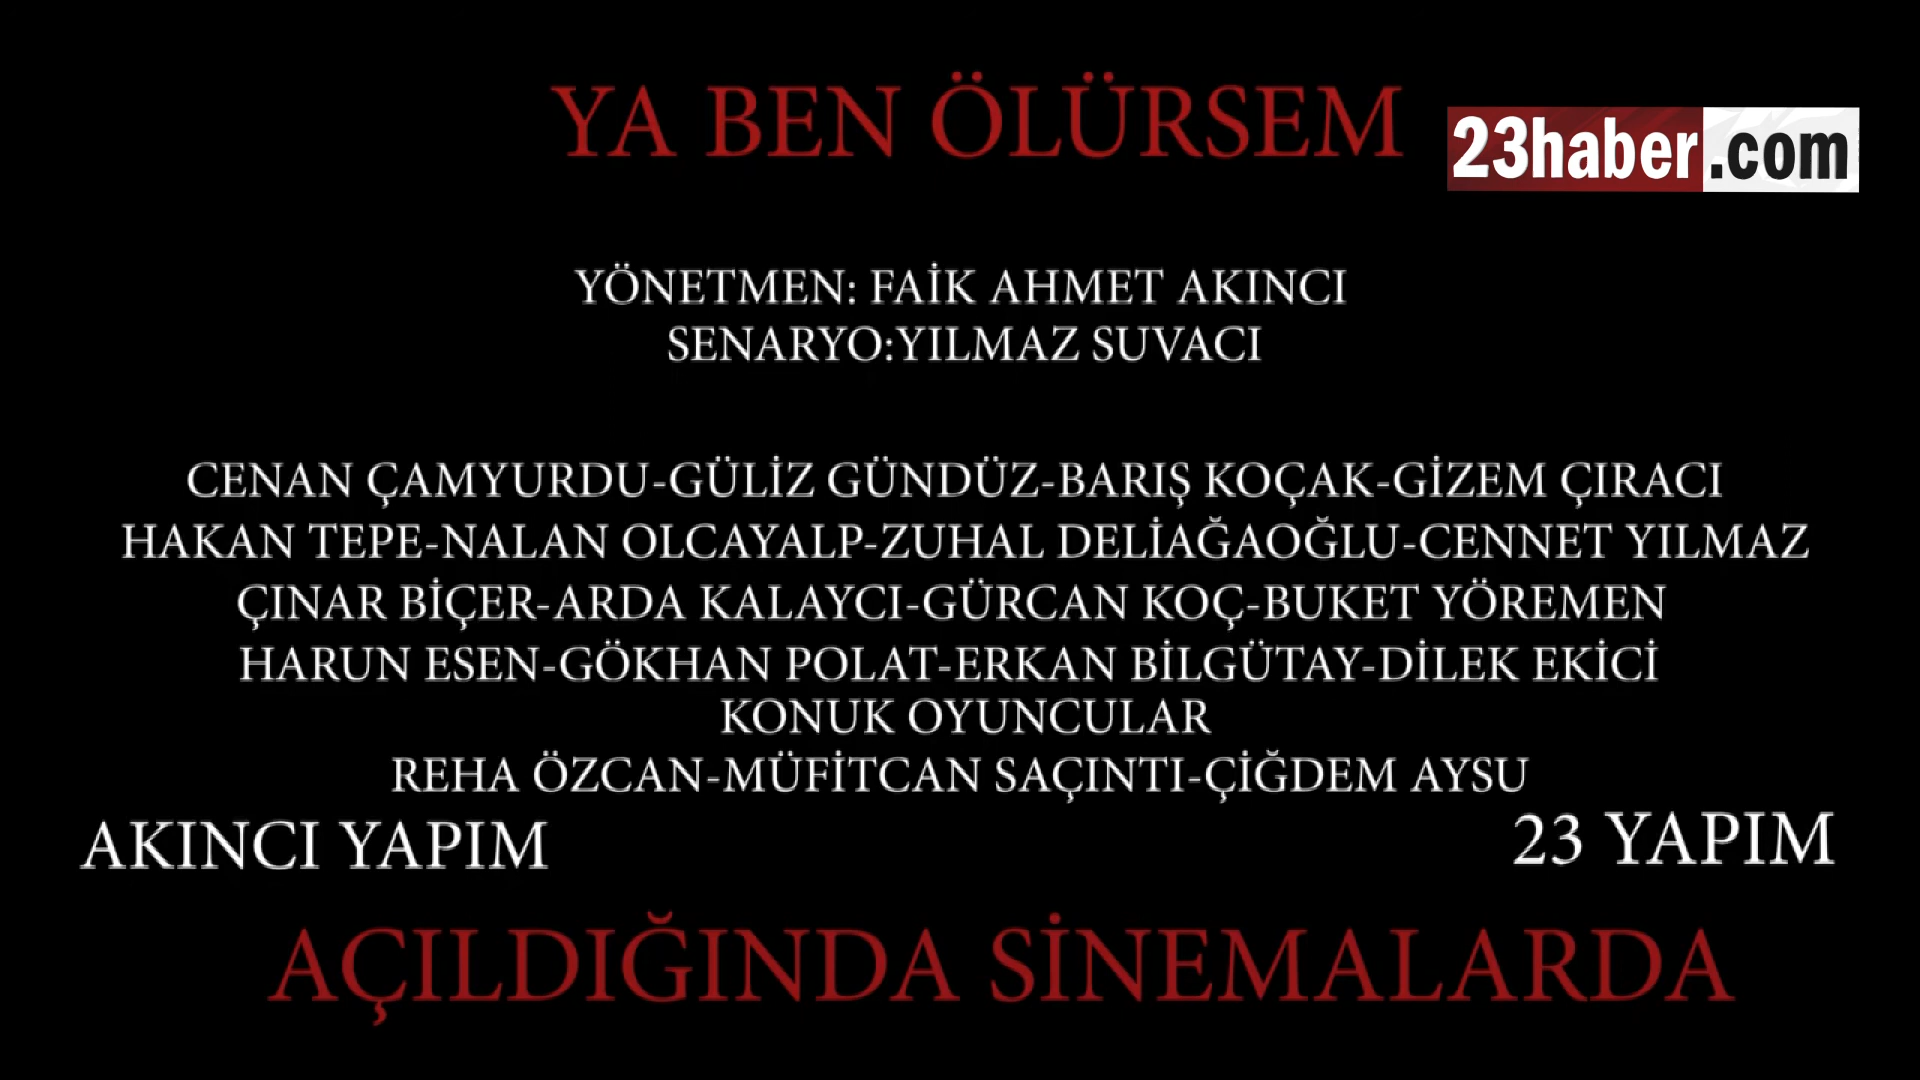 YA BEN ÖLÜRSEM
23haber.com
YÖNETMEN: FAİK AHMET AKINCI
SENARYO:YILMAZ SUVACI
CENAN ÇAMYURDU-GÜLİZ GÜNDÜZ-BARIŞ KOÇAK-GİZEM ÇIRACI
HAKAN TEPE-NALAN OLCAYALP-ZUHAL DELİAĞAOĞLU-CENNET YILMAZ
ÇINAR BİÇER-ARDA KALAYCI-GÜRCAN KOÇ-BUKET YÖREMEN
HARUN ESEN-GÖKHAN POLAT-ERKAN BİLGÜTAY-DİLEK EKİCİ
KONUK OYUNCULAR
REHA ÖZCAN-MÜFİTCAN SAÇINTI-ÇİĞDEM AYSU
AKINCI YAPIM
23 YAPIM
AÇILDIĞINDA SİNEMALARDA